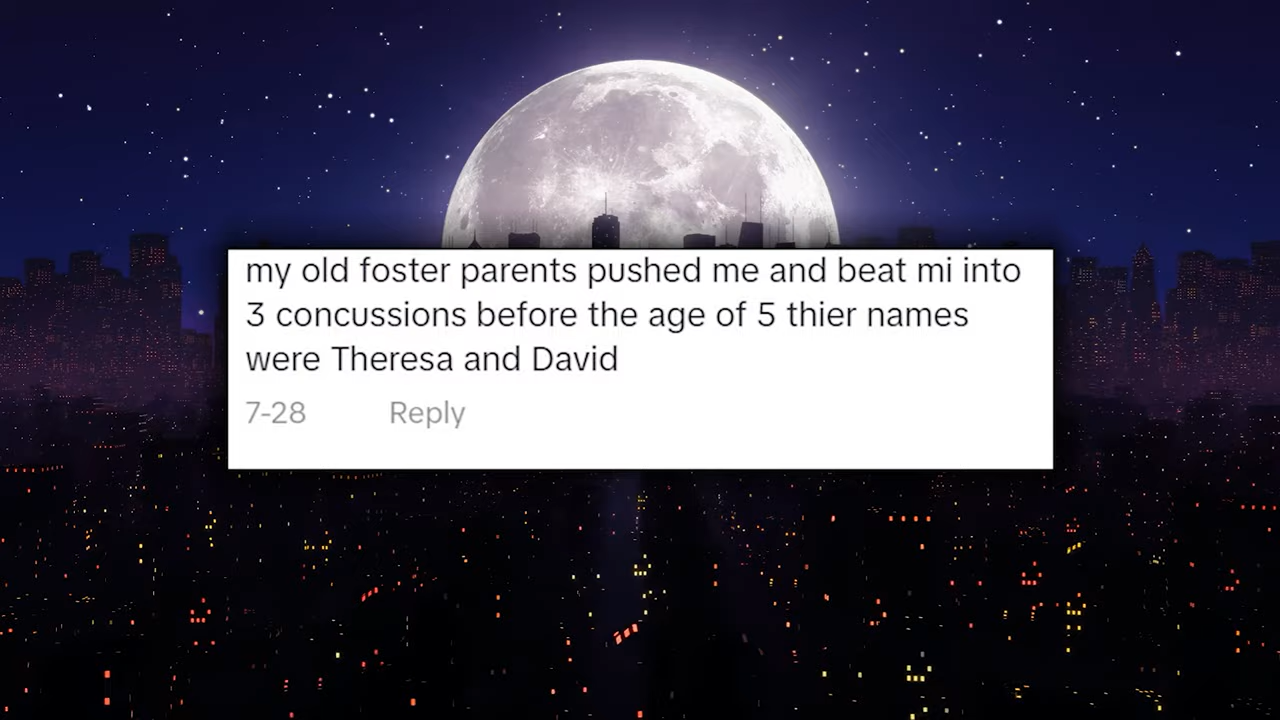 my old foster parents pushed me and beat mi into
3 concussions before the age of 5 thier names
were Theresa and David
7-28 Reply